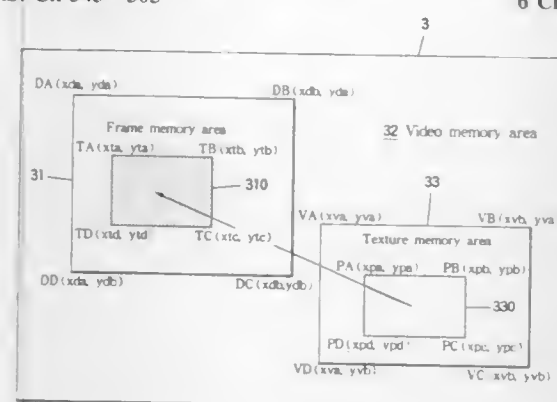 3
DA (xda, yda)
DB (xdb, yda)
Frame memory area
32 Video memory area
TA (xta, yta)
TB (xtb, ytb)
31
310
33
VA (xva, yva)
VB (xvb, yva)
TD (xtd, ytd
TC (xtc, ytc)
Texture memory area
PA (xpa, ypa)
PB (xpb, ypb)
DD (xda, ydb)
DC (xdb, ydb)
330
PD (xpd, ypd)
PC (xpc, ypc)
VD (xva, yvb)
VC xvb, yvb)